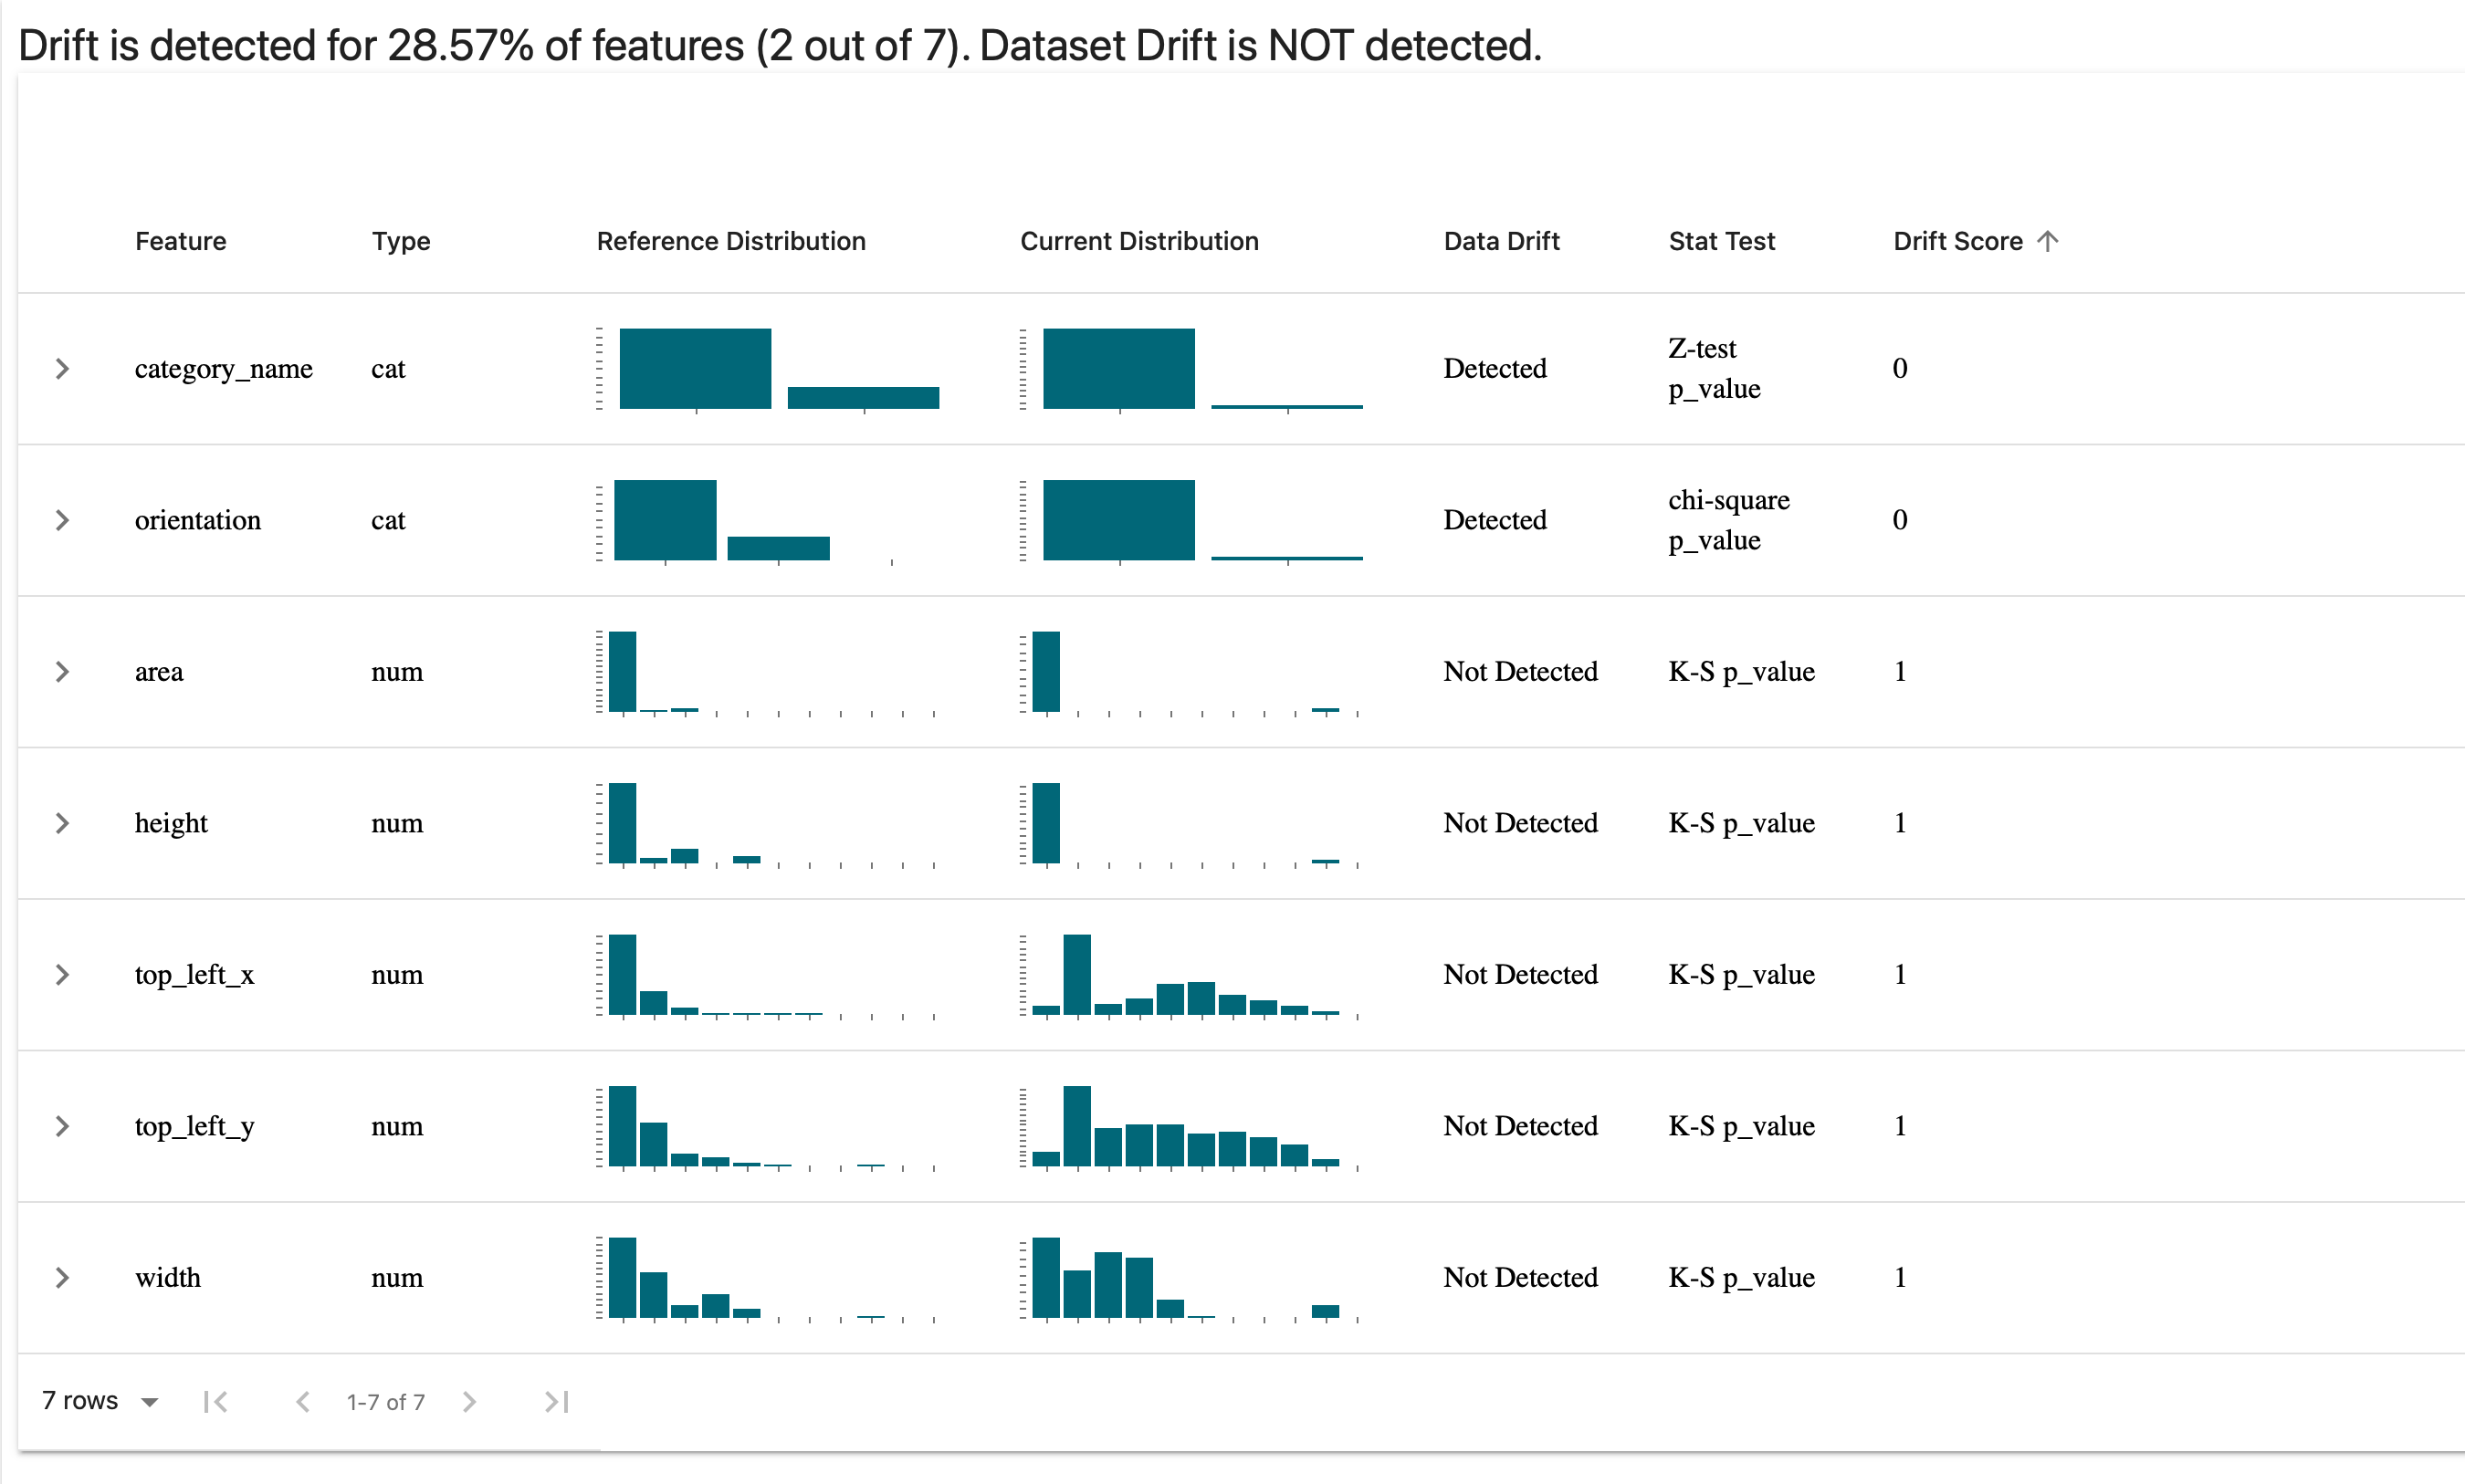 Drift is detected for 28.57% of features (2 out of 7). Dataset Drift is NOT detected.
Feature Type Reference Distribution Current Distribution Data Drift Stat Test Drift Score
category_name cat Detected Z-test p_value 0
orientation cat Detected chi-square p_value 0
area num Not Detected K-S p_value 1
height num Not Detected K-S p_value 1
top_left_x num Not Detected K-S p_value 1
top_left_y num Not Detected K-S p_value 1
width num Not Detected K-S p_value 1
7 rows 1-7 of 7